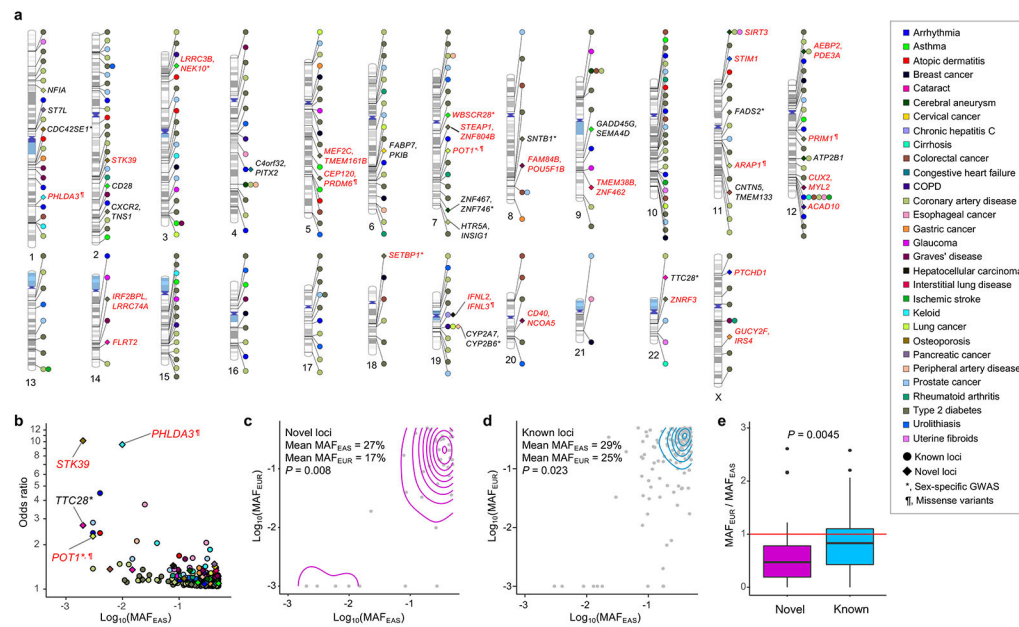 a
LRRC3B,
NEK10*
NFIA
ST7L
CDC42SE1*
STK39
CD28
CXCR2,
TNS1
PHLDA3¶
C4orf32,
PITX2
MEF2C,
TMEM161B
CEP120,
PRDM6¶
FABP7,
PKIB
WBSCR28*
STEAP1,
ZNF804B
POT1*,¶
ZNF467,
ZNF746*
HTR5A,
INSIG1
SNTB1*
FAM84B,
POU5F1B
GADD45G,
SEMA4D
TMEM38B,
ZNF462
SIRT3
STIM1
FADS2*
ARAP1¶
CNTN5,
TMEM133
AEBP2,
PDE3A
PRIM1¶
ATP2B1
CUX2,
MYL2
ACAD10
1
2
3
4
5
6
7
8
9
10
11
12
IRF2BPL,
LRRC74A
FLRT2
SETBP1*
IFNL2,
IFNL3¶
CYP2A7,
CYP2B6*
CD40,
NCOA5
TTC28*
ZNRF3
PTCHD1
GUCY2F,
IRS4
13
14
15
16
17
18
19
20
21
22
X
Arrhythmia
Asthma
Atopic dermatitis
Breast cancer
Cataract
Cerebral aneurysm
Cervical cancer
Chronic hepatitis C
Cirrhosis
Colorectal cancer
Congestive heart failure
COPD
Coronary artery disease
Esophageal cancer
Gastric cancer
Glaucoma
Graves' disease
Hepatocellular carcinoma
Interstitial lung disease
Ischemic stroke
Keloid
Lung cancer
Osteoporosis
Pancreatic cancer
Peripheral artery disease
Prostate cancer
Rheumatoid arthritis
Type 2 diabetes
Urolithiasis
Uterine fibroids
Known loci
Novel loci
*, Sex-specific GWAS
¶, Missense variants
b
Odds ratio
12
10
8
6
5
4
3
2
1
PHLDA3¶
STK39
TTC28*
POT1*,¶
-3
-2
-1
Log10(MAFEAS)
c
Novel loci
Mean MAFEAS = 27%
Mean MAFEUR = 17%
P = 0.008
Log10(MAFEUR)
0
-1
-2
-3
-3
-2
-1
Log10(MAFEAS)
d
Known loci
Mean MAFEAS = 29%
Mean MAFEUR = 25%
P = 0.023
Log10(MAFEUR)
0
-1
-2
-3
-3
-2
-1
Log10(MAFEAS)
e
P = 0.0045
MAFEUR / MAFEAS
3
2
1
0
Novel
Known